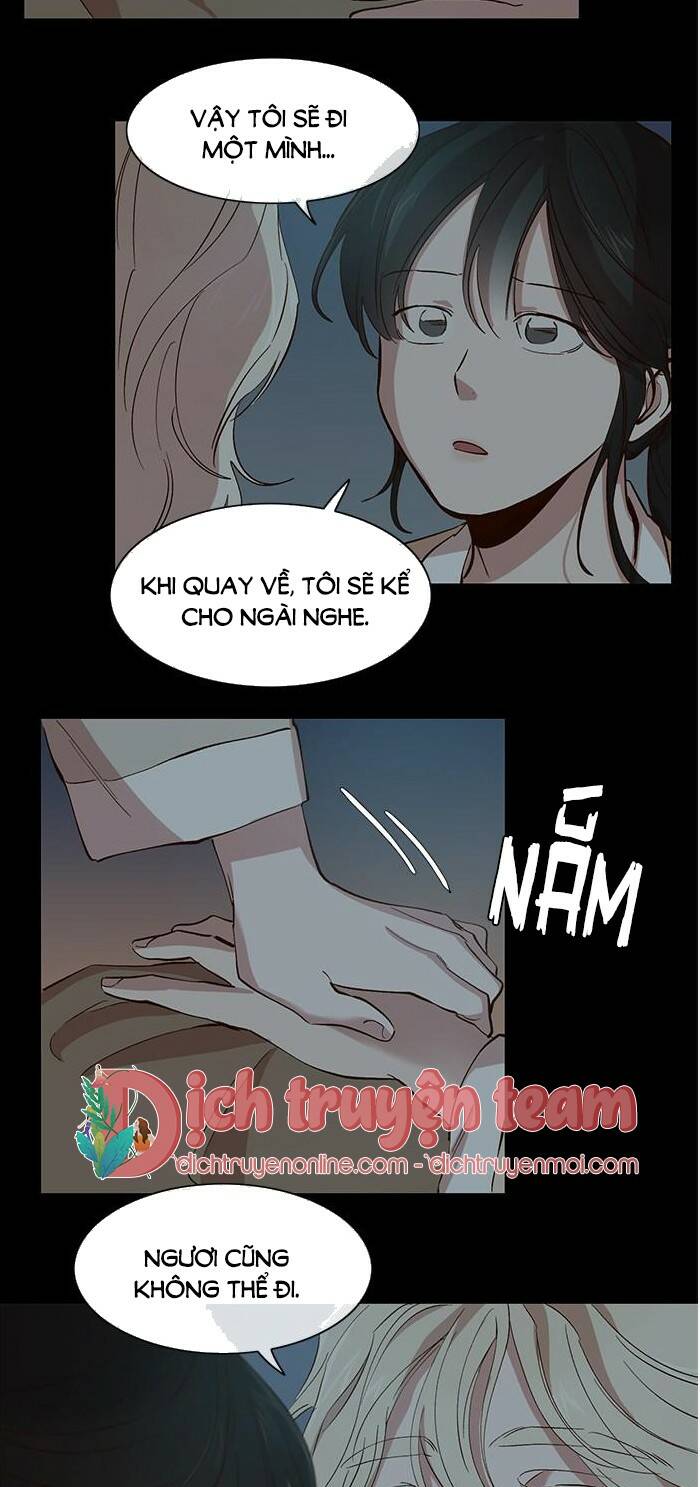 VẬY TÔI SẼ ĐI
MỘT MÌNH...
KHI QUAY VỀ, TÔI SẼ KỂ
CHO NGÀI NGHE.
NẮM
Dịch truyện team
dichtruyenonline.com - dichtruyenmoi.com
NGƯƠI CŨNG
KHÔNG THỂ ĐI.